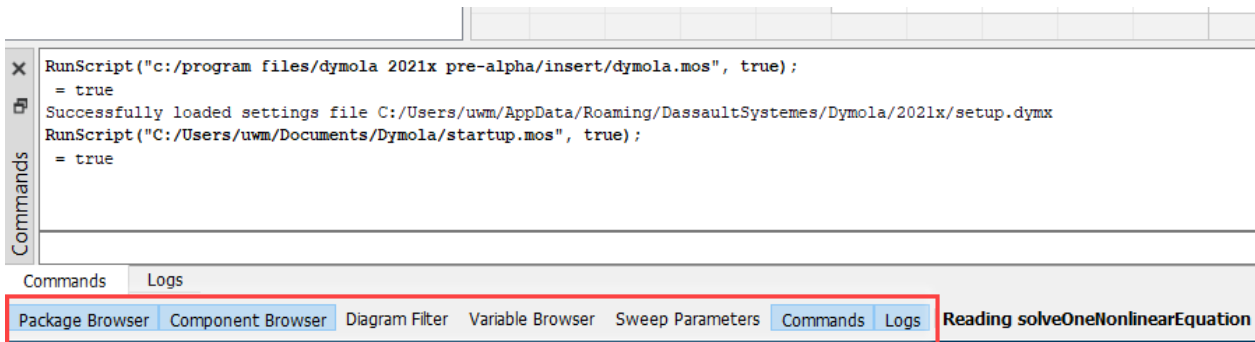 RunScript("c:/program files/dymola 2021x pre-alpha/insert/dymola.mos", true);
= true
Successfully loaded settings file C:/Users/uwm/AppData/Roaming/DassaultSystemes/Dymola/2021x/setup.dymx
RunScript("C:/Users/uwm/Documents/Dymola/startup.mos", true);
= true
Commands
Commands Logs
Package Browser Component Browser Diagram Filter Variable Browser Sweep Parameters Commands Logs Reading solveOneNonlinearEquation